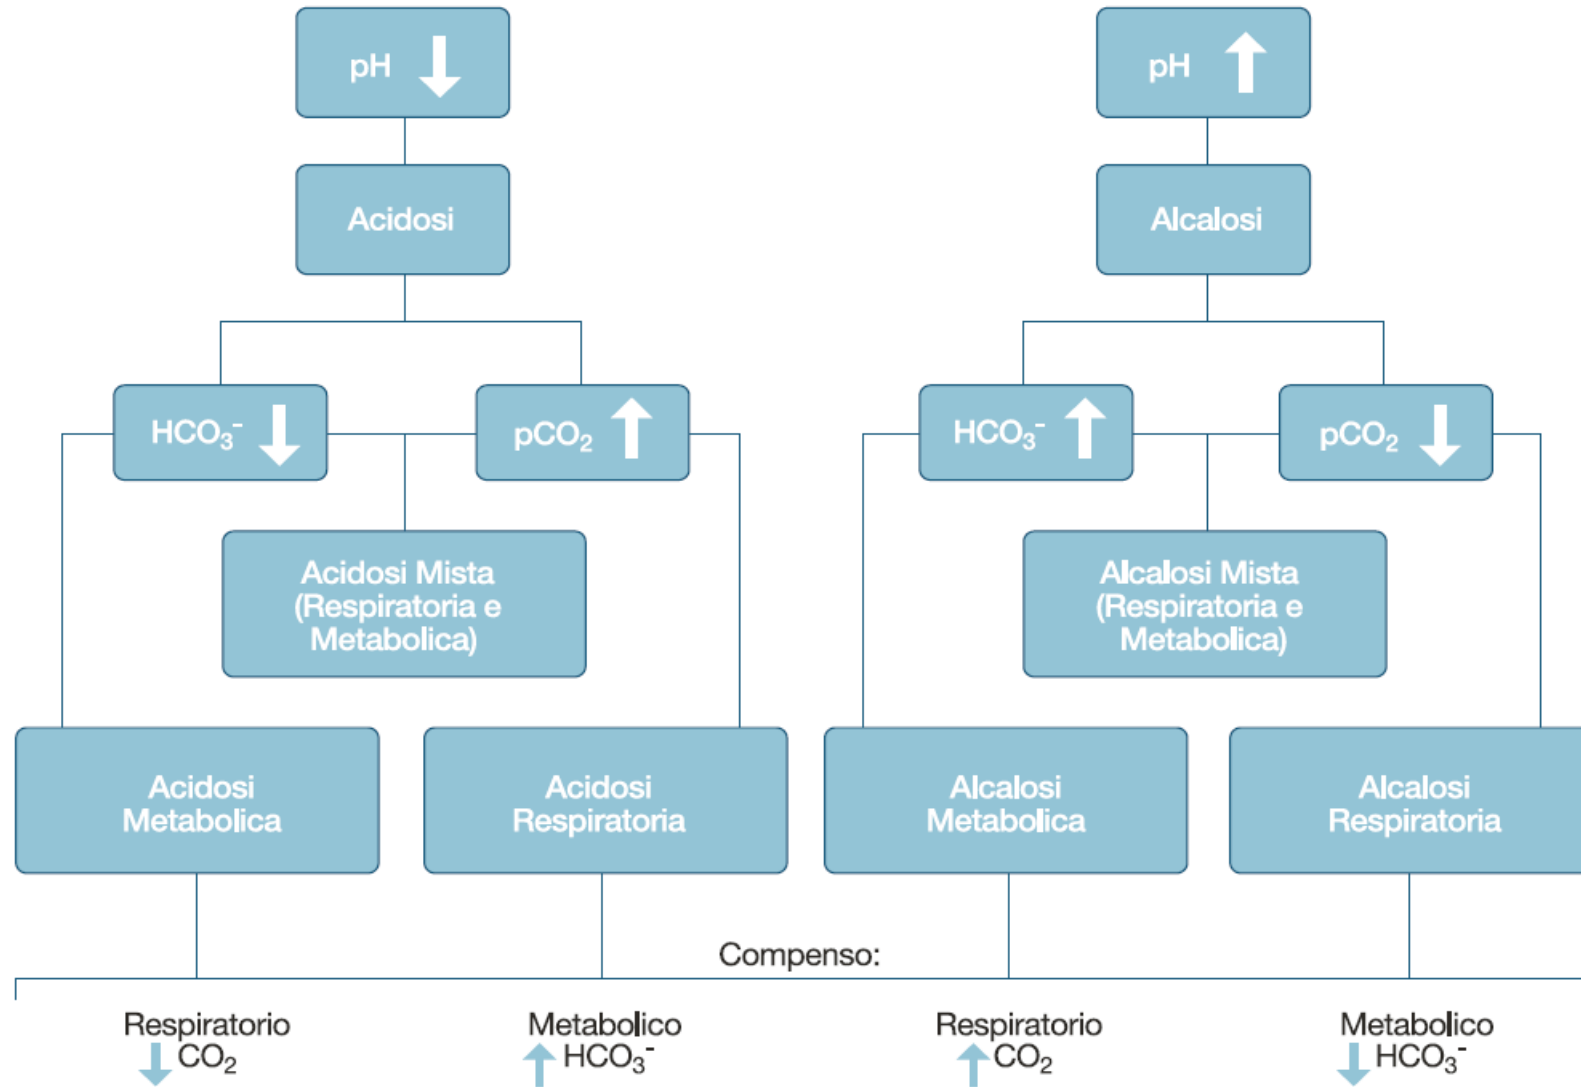 pH
pH
Acidosi
Alcalosi
HCO₃⁻
pCO₂
HCO₃⁻
pCO₂
Acidosi Mista
(Respiratoria e
Metabolica)
Alcalosi Mista
(Respiratoria e
Metabolica)
Acidosi
Metabolica
Acidosi
Respiratoria
Alcalosi
Metabolica
Alcalosi
Respiratoria
Compenso:
Respiratorio
CO₂
Metabolico
HCO₃⁻
Respiratorio
CO₂
Metabolico
HCO₃⁻